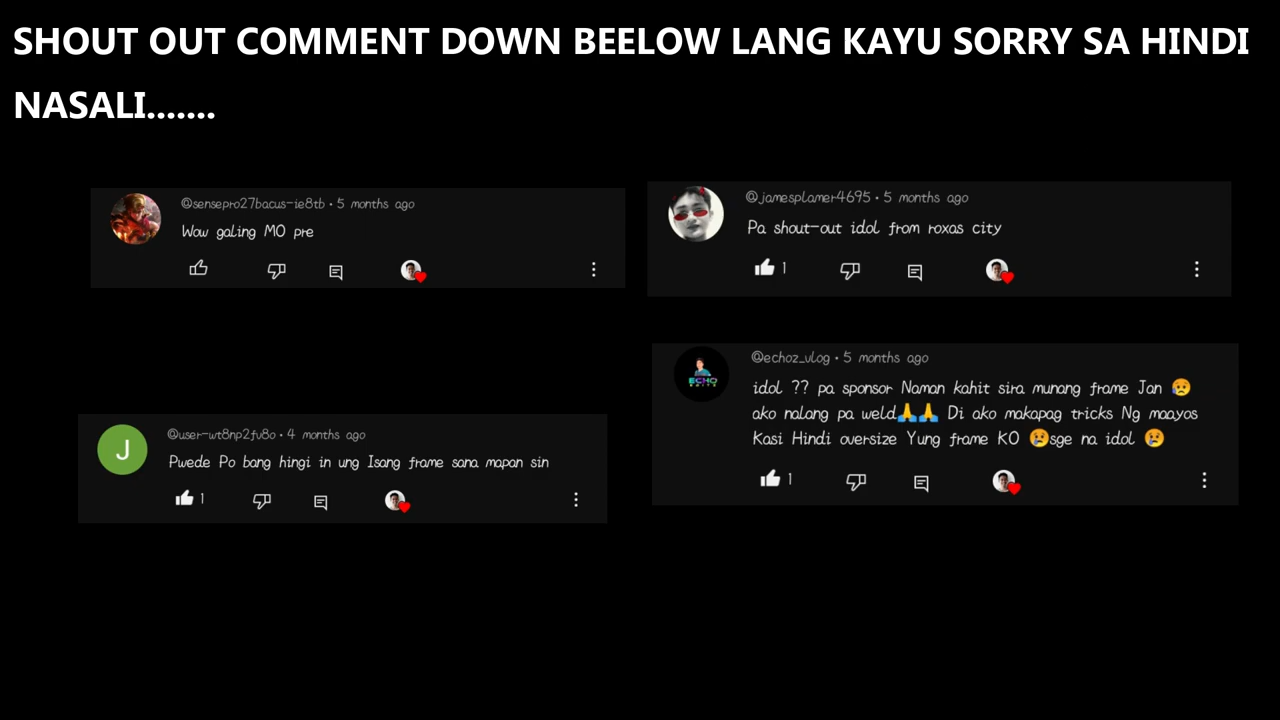 SHOUT OUT COMMENT DOWN BEELOW LANG KAYU SORRY SA HINDI
NASALI.......
@sensepro27bacus-ie8tb • 5 months ago
Wow galing MO pre
@jamesplamer4695 • 5 months ago
Pa shout-out idol from roxas city
1
@user-wt8np2fv8o • 4 months ago
J
Pwede Po bang hingi in ung Isang frame sana mapan sin
1
@echoz_vlog • 5 months ago
ECHO
idol ?? pa sponsor Naman kahit sira munang frame Jan 😥
ako nalang pa weld🙏🙏 Di ako makapag tricks Ng maayos
Kasi Hindi oversize Yung frame KO 😢sge na idol 😢
1